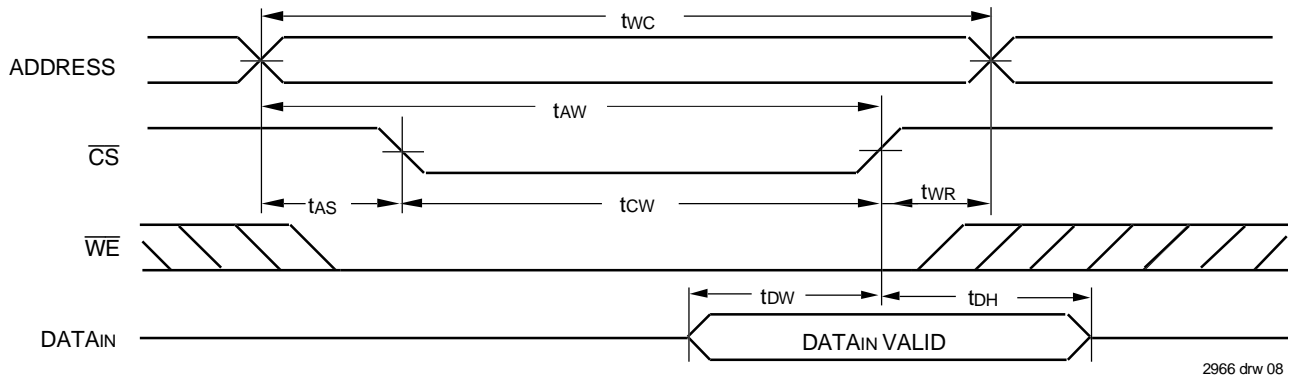 tWC
ADDRESS
tAW
CS
tAS
tCW
tWR
WE
tDW
tDH
DATAIN
DATAIN VALID
2966 drw 08